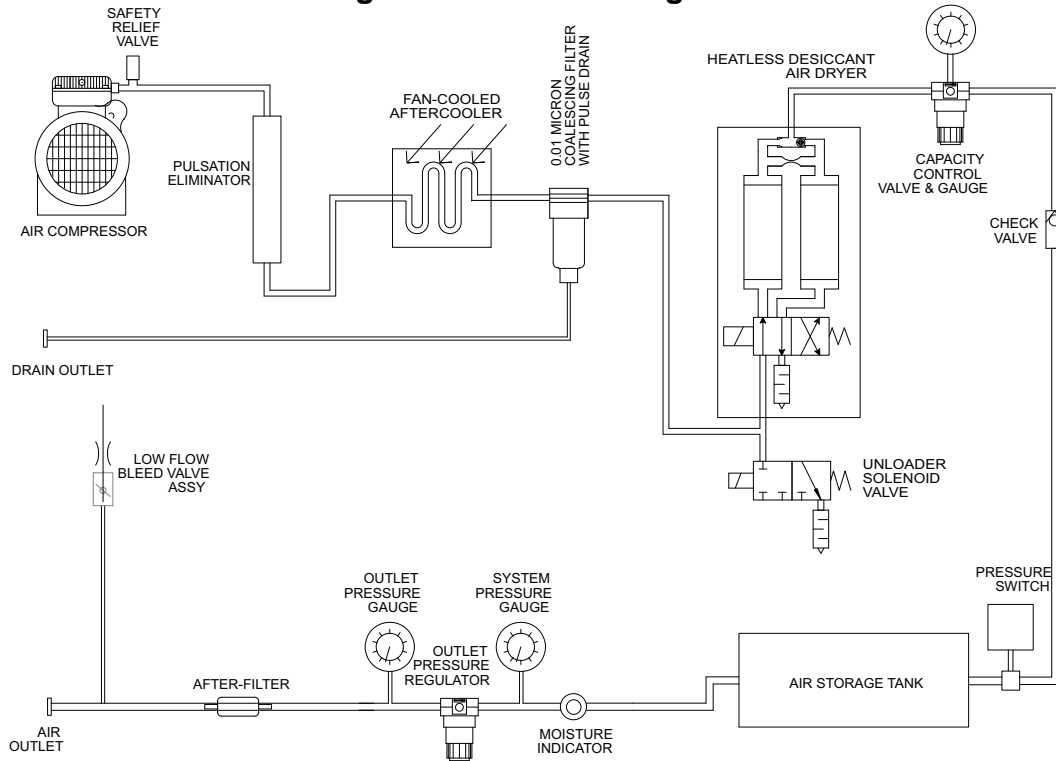 SAFETY
RELIEF
VALVE
AIR COMPRESSOR
PULSATION
ELIMINATOR
FAN-COOLED
AFTERCOOLER
0.01 MICRON
COALESCING FILTER
WITH PULSE DRAIN
HEATLESS DESICCANT
AIR DRYER
CAPACITY
CONTROL
VALVE & GAUGE
CHECK
VALVE
DRAIN OUTLET
LOW FLOW
BLEED VALVE
ASSY
UNLOADER
SOLENOID
VALVE
PRESSURE
SWITCH
OUTLET
PRESSURE
GAUGE
SYSTEM
PRESSURE
GAUGE
OUTLET
PRESSURE
REGULATOR
AFTER-FILTER
AIR STORAGE TANK
AIR
OUTLET
MOISTURE
INDICATOR